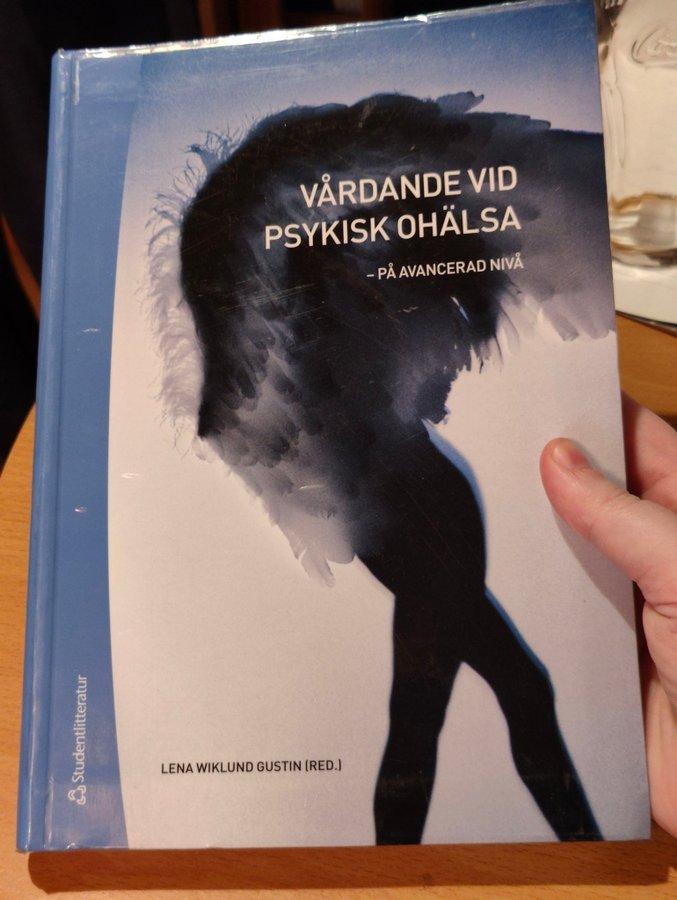 VÅRDANDE VID
PSYKISK OHÄLSA
– PÅ AVANCERAD NIVÅ
LENA WIKLUND GUSTIN (RED.)
Studentlitteratur